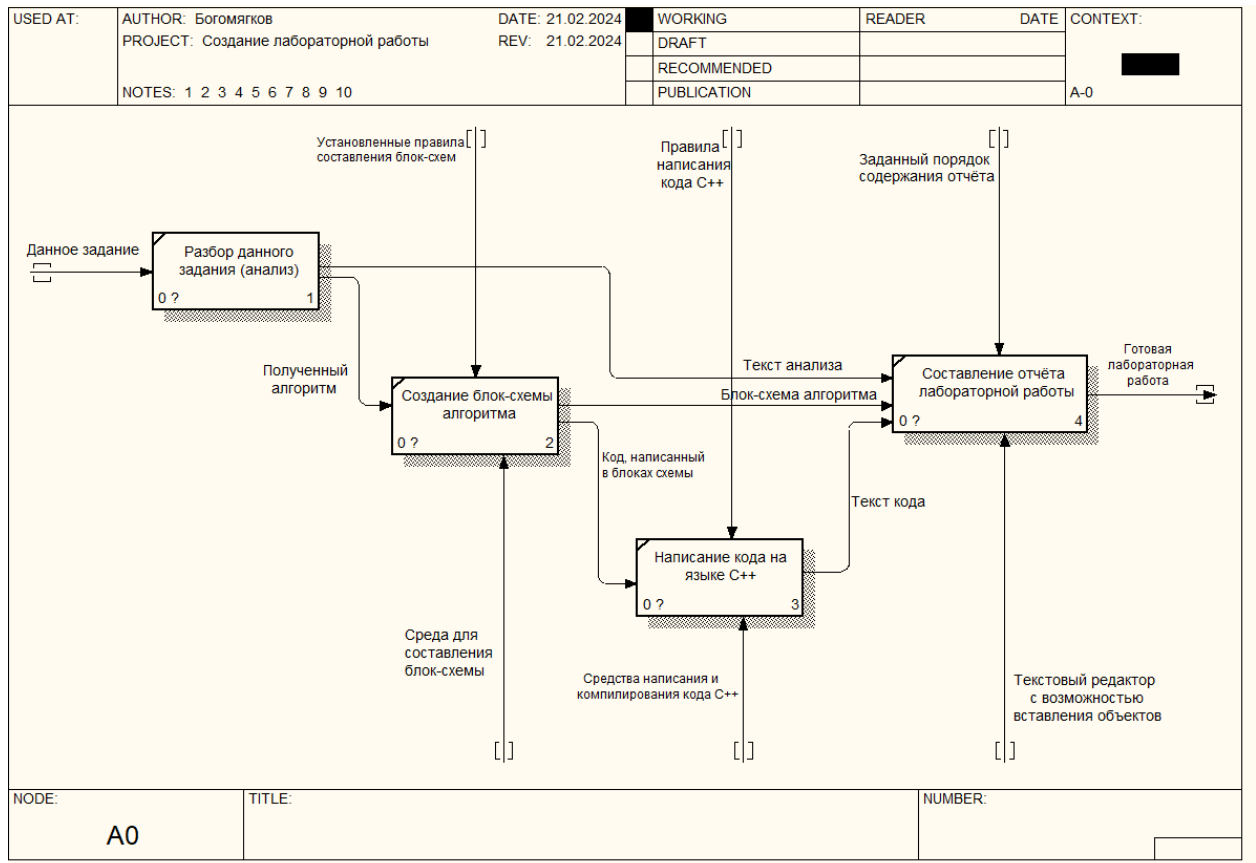 USED AT:
AUTHOR: Богомягков
DATE: 21.02.2024
WORKING
READER
DATE
CONTEXT:
PROJECT: Создание лабораторной работы
REV: 21.02.2024
DRAFT
RECOMMENDED
NOTES: 1 2 3 4 5 6 7 8 9 10
PUBLICATION
A-0
Установленные правила
составления блок-схем
Правила
написания
кода C++
Заданный порядок
содержания отчёта
Данное задание
Разбор данного
задания (анализ)
0 ?
1
Полученный
алгоритм
Создание блок-схемы
алгоритма
0 ?
2
Текст анализа
Блок-схема алгоритма
Составление отчёта
лабораторной работы
0 ?
4
Готовая
лабораторная
работа
Код, написанный
в блоках схемы
Текст кода
Написание кода на
языке C++
0 ?
3
Среда для
составления
блок-схемы
Средства написания и
компилирования кода C++
Текстовый редактор
с возможностью
вставления объектов
NODE:
TITLE:
NUMBER:
A0